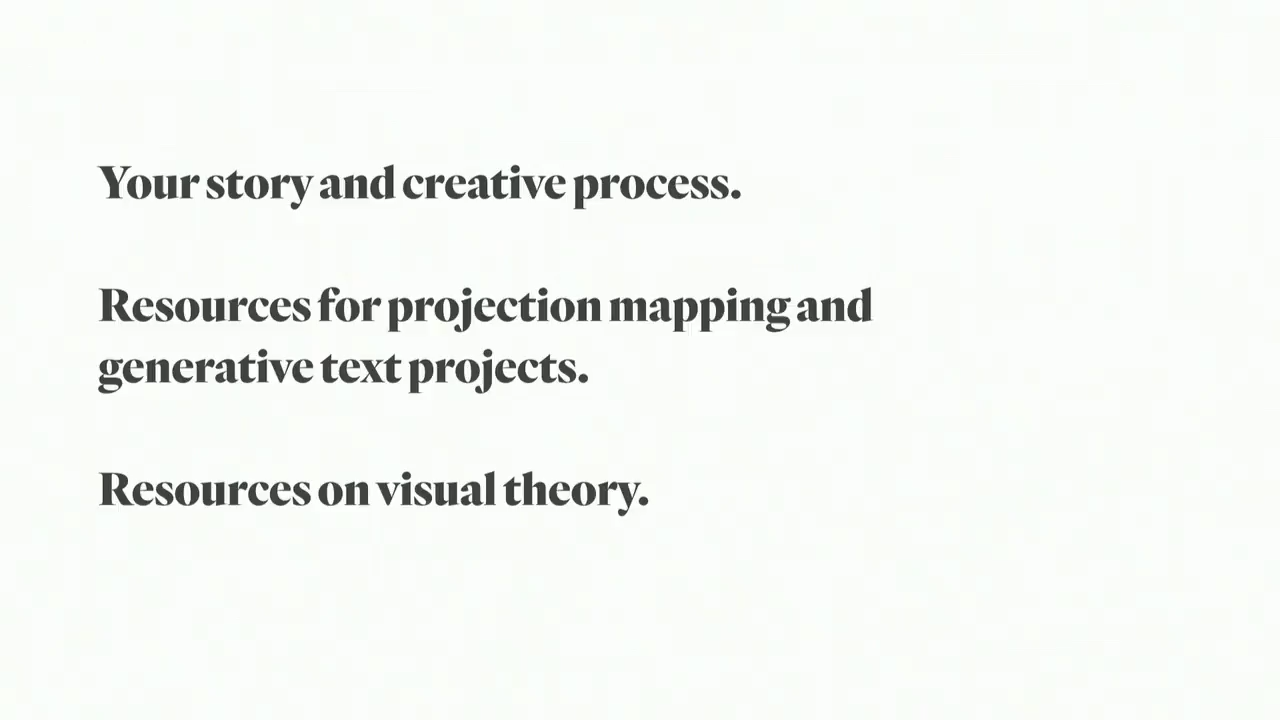 Your story and creative process.
Resources for projection mapping and
generative text projects.
Resources on visual theory.